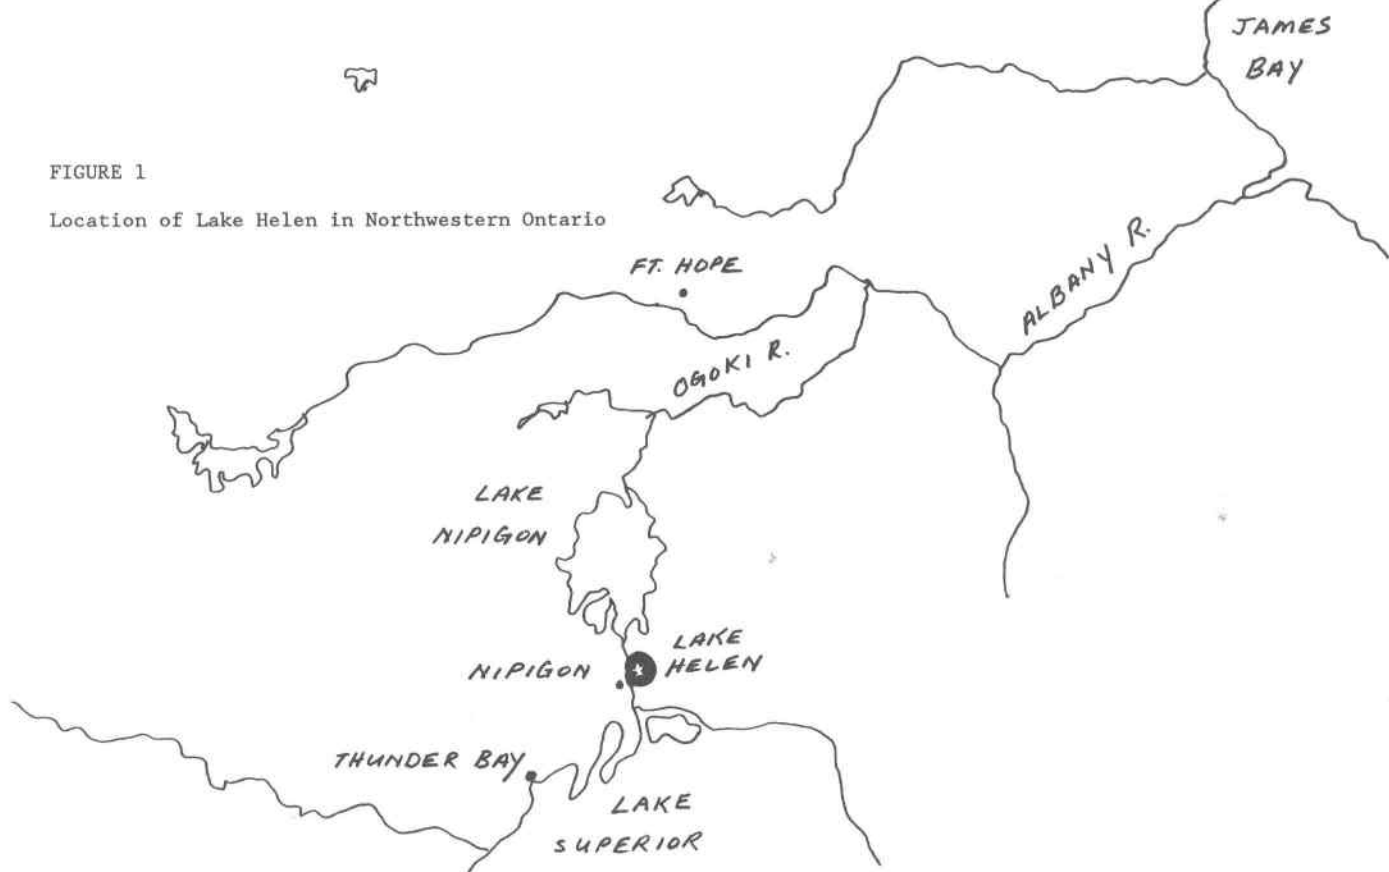 JAMES
BAY
FIGURE 1
Location of Lake Helen in Northwestern Ontario
FT. HOPE
ALBANY R.
OGOKI R.
LAKE
NIPIGON
LAKE
HELEN
NIPIGON
THUNDER BAY
LAKE
SUPERIOR